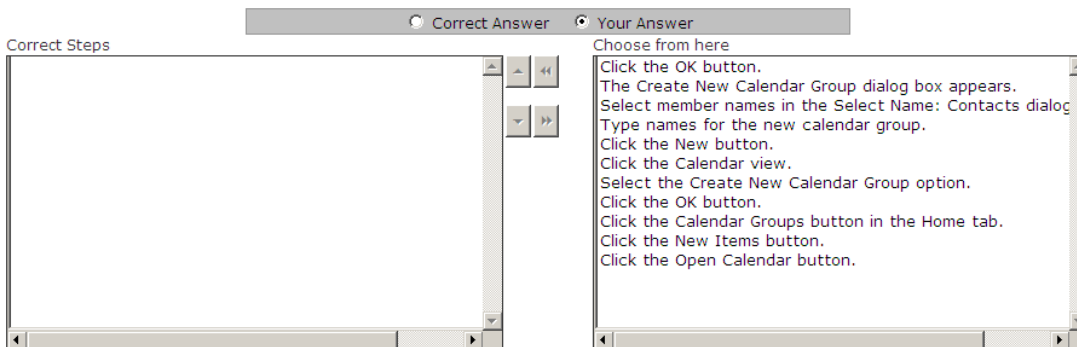 Correct Answer Your Answer
Correct Steps
Choose from here
Click the OK button.
The Create New Calendar Group dialog box appears.
Select member names in the Select Name: Contacts dialog
Type names for the new calendar group.
Click the New button.
Click the Calendar view.
Select the Create New Calendar Group option.
Click the OK button.
Click the Calendar Groups button in the Home tab.
Click the New Items button.
Click the Open Calendar button.